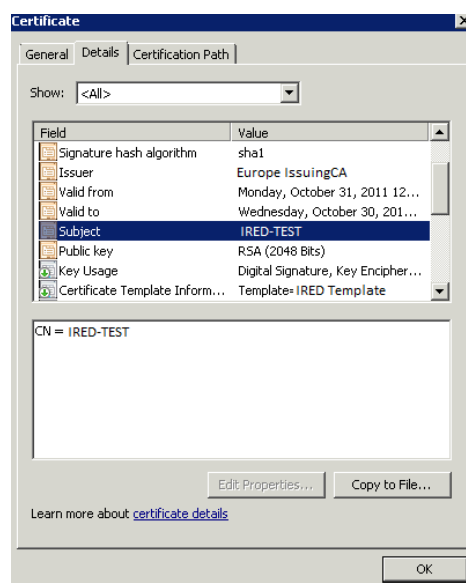 Certificate
General Details Certification Path
Show: <All>
Field Value
Signature hash algorithm sha1
Issuer Europe IssuingCA
Valid from Monday, October 31, 2011 12...
Valid to Wednesday, October 30, 201...
Subject IRED-TEST
Public key RSA (2048 Bits)
Key Usage Digital Signature, Key Encipher...
Certificate Template Inform... Template=IRED Template
CN = IRED-TEST
Edit Properties... Copy to File...
Learn more about certificate details
OK